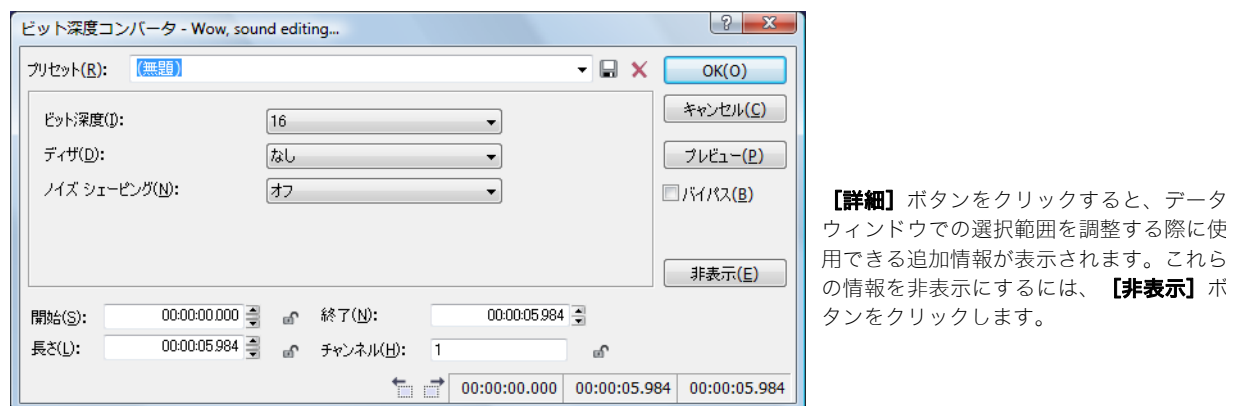 ビット深度コンバータ - Wow, sound editing...
プリセット(R): (無題) OK(O)
キャンセル(C)
ビット深度(I): 16
ディザ(D): なし プレビュー(P)
ノイズ シェーピング(N): オフ バイパス(B)
非表示(E)
開始(S): 00:00:00.000 終了(N): 00:00:05.984
長さ(L): 00:00:05.984 チャンネル(H): 1
00:00:00.000 00:00:05.984 00:00:05.984
［詳細］ボタンをクリックすると、データ
ウィンドウでの選択範囲を調整する際に使
用できる追加情報が表示されます。これら
の情報を非表示にするには、［非表示］ボ
タンをクリックします。